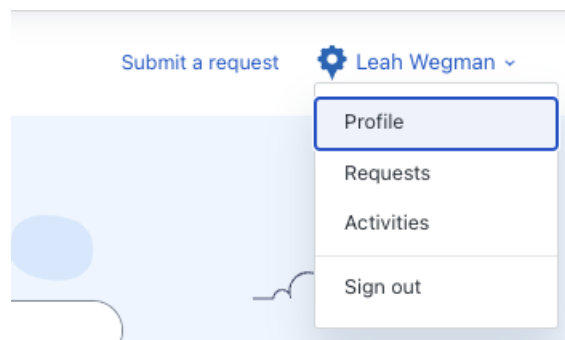 Submit a request Leah Wegman
Profile
Requests
Activities
Sign out